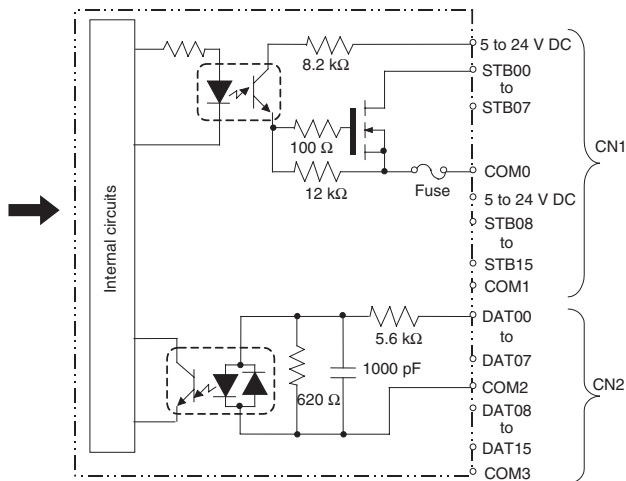 5 to 24 V DC
8.2 kΩ
STB00
to
STB07
CN1
100 Ω
COM0
12 kΩ
Fuse
5 to 24 V DC
STB08
to
STB15
COM1
Internal circuits
DAT00
5.6 kΩ
to
1000 pF
DAT07
620 Ω
COM2
CN2
DAT08
to
DAT15
COM3